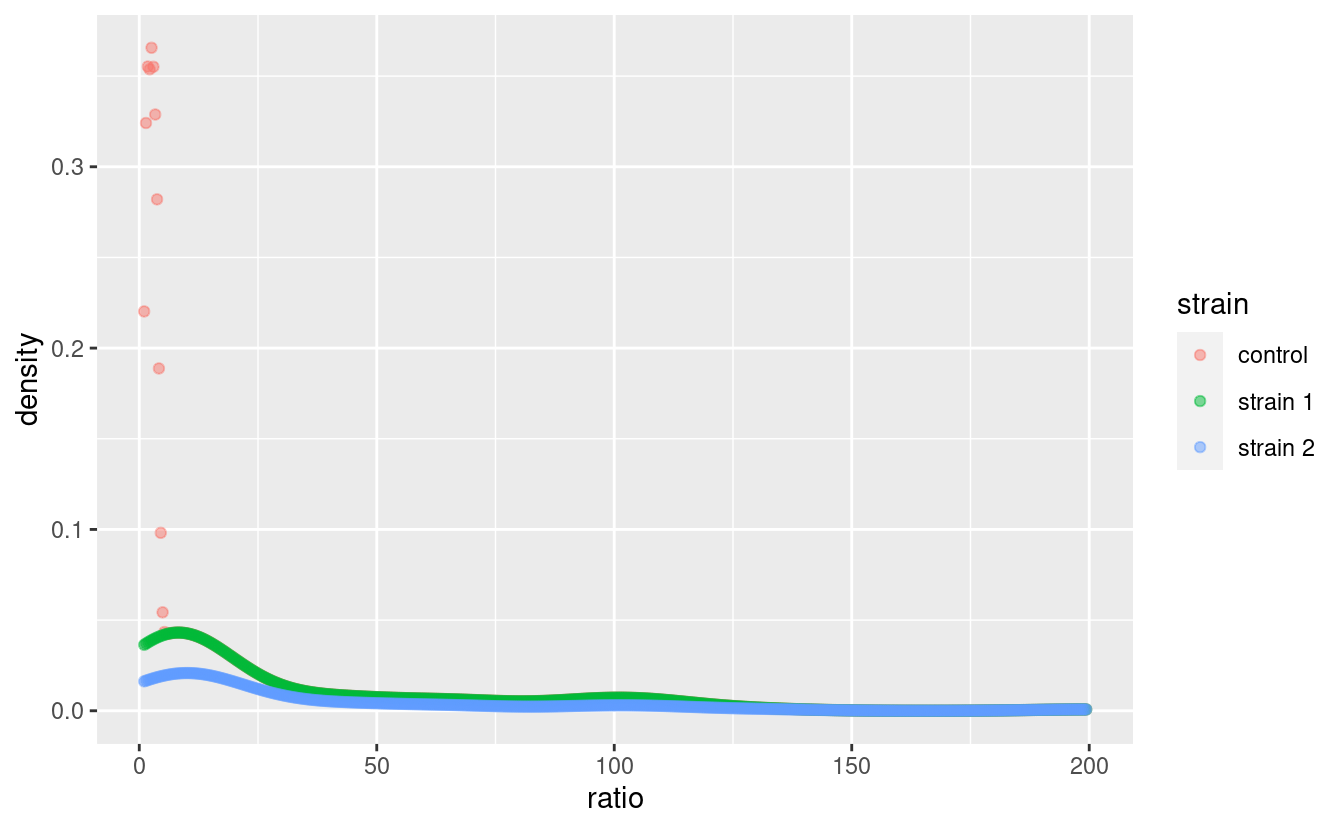 0.3
0.2
0.1
0.0
density
0 50 100 150 200
ratio
strain
control
strain 1
strain 2